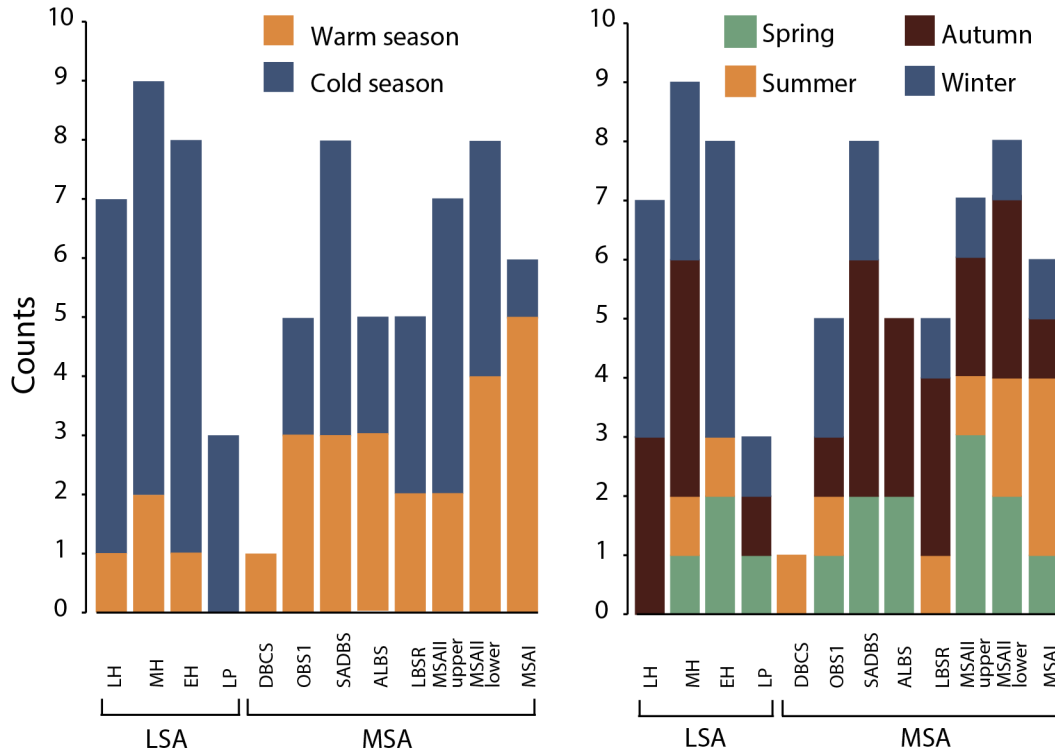 Counts
10
9
8
7
6
5
4
3
2
1
0
Warm season
Cold season
LH
MH
EH
LP
DBCS
OBS1
SADBS
ALBS
LBSR
MSAII
upper
MSAII
lower
MSAI
LSA
MSA
10
9
8
7
6
5
4
3
2
1
0
Spring
Autumn
Summer
Winter
LH
MH
EH
LP
DBCS
OBS1
SADBS
ALBS
LBSR
MSAII
upper
MSAII
lower
MSAI
LSA
MSA